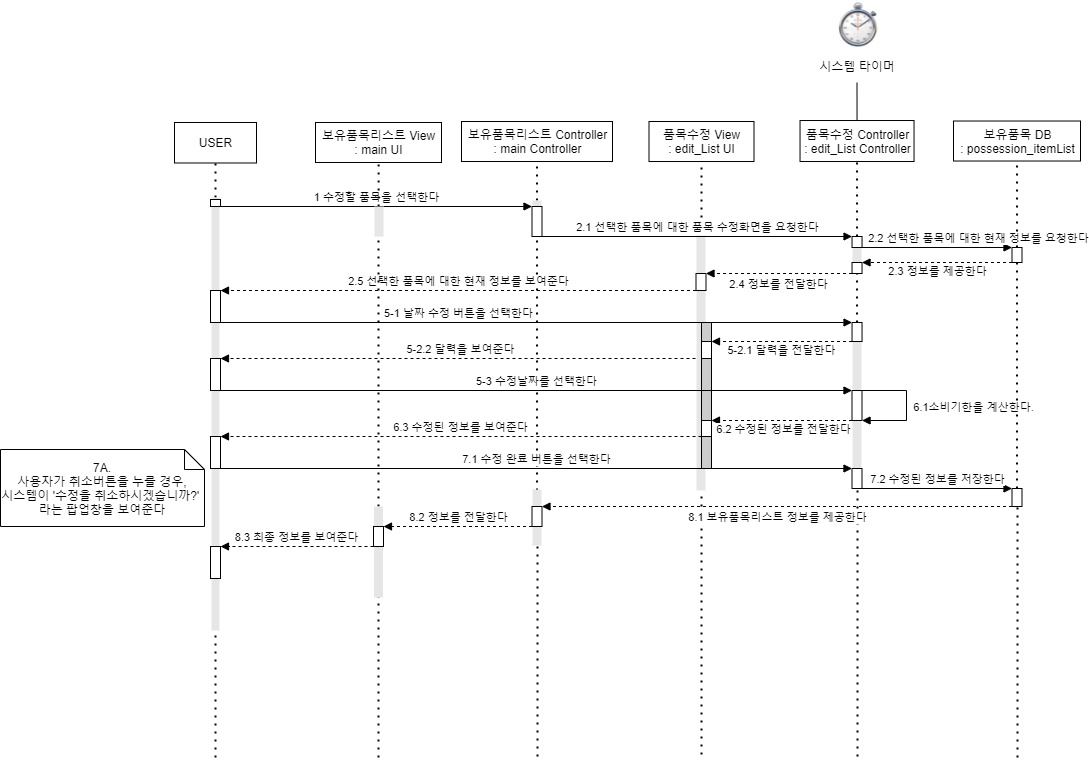 시스템 타이머
USER
보유품목리스트 View
: main UI
보유품목리스트 Controller
: main Controller
품목수정 View
: edit_List UI
품목수정 Controller
: edit_List Controller
보유품목 DB
: possession_itemList
1 수정할 품목을 선택한다
2.1 선택한 품목에 대한 품목 수정화면을 요청한다
2.2 선택한 품목에 대한 현재 정보를 요청한다
2.3 정보를 제공한다
2.4 정보를 전달한다
2.5 선택한 품목에 대한 현재 정보를 보여준다
5-1 날짜 수정 버튼을 선택한다
5-2.1 달력을 전달한다
5-2.2 달력을 보여준다
5-3 수정날짜를 선택한다
6.1소비기한을 계산한다.
6.2 수정된 정보를 전달한다
6.3 수정된 정보를 보여준다
7.1 수정 완료 버튼을 선택한다
7A.
사용자가 취소버튼을 누를 경우,
시스템이 '수정을 취소하시겠습니까?'
라는 팝업창을 보여준다
7.2 수정된 정보를 저장한다
8.1 보유품목리스트 정보를 제공한다
8.2 정보를 전달한다
8.3 최종 정보를 보여준다